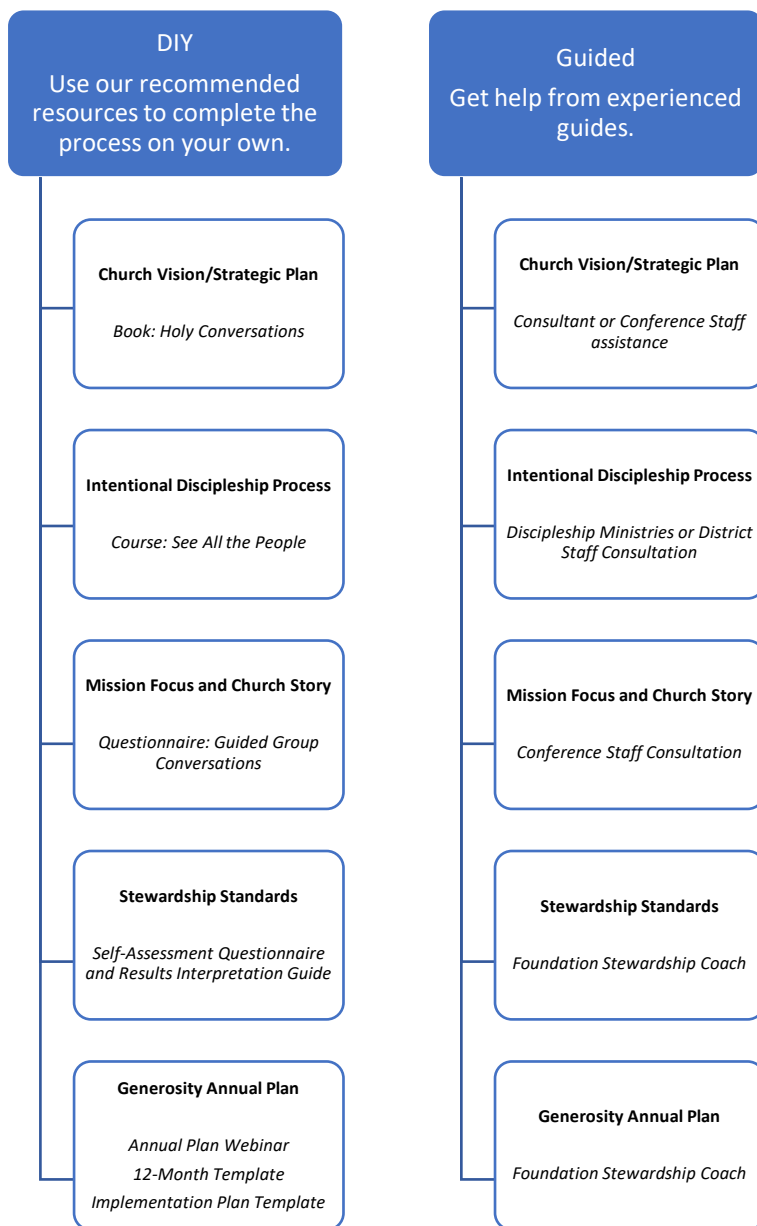 DIY
Use our recommended
resources to complete the
process on your own.
Church Vision/Strategic Plan
Book: Holy Conversations
Intentional Discipleship Process
Course: See All the People
Mission Focus and Church Story
Questionnaire: Guided Group
Conversations
Stewardship Standards
Self-Assessment Questionnaire
and Results Interpretation Guide
Generosity Annual Plan
Annual Plan Webinar
12-Month Template
Implementation Plan Template
Guided
Get help from experienced
guides.
Church Vision/Strategic Plan
Consultant or Conference Staff
assistance
Intentional Discipleship Process
Discipleship Ministries or District
Staff Consultation
Mission Focus and Church Story
Conference Staff Consultation
Stewardship Standards
Foundation Stewardship Coach
Generosity Annual Plan
Foundation Stewardship Coach